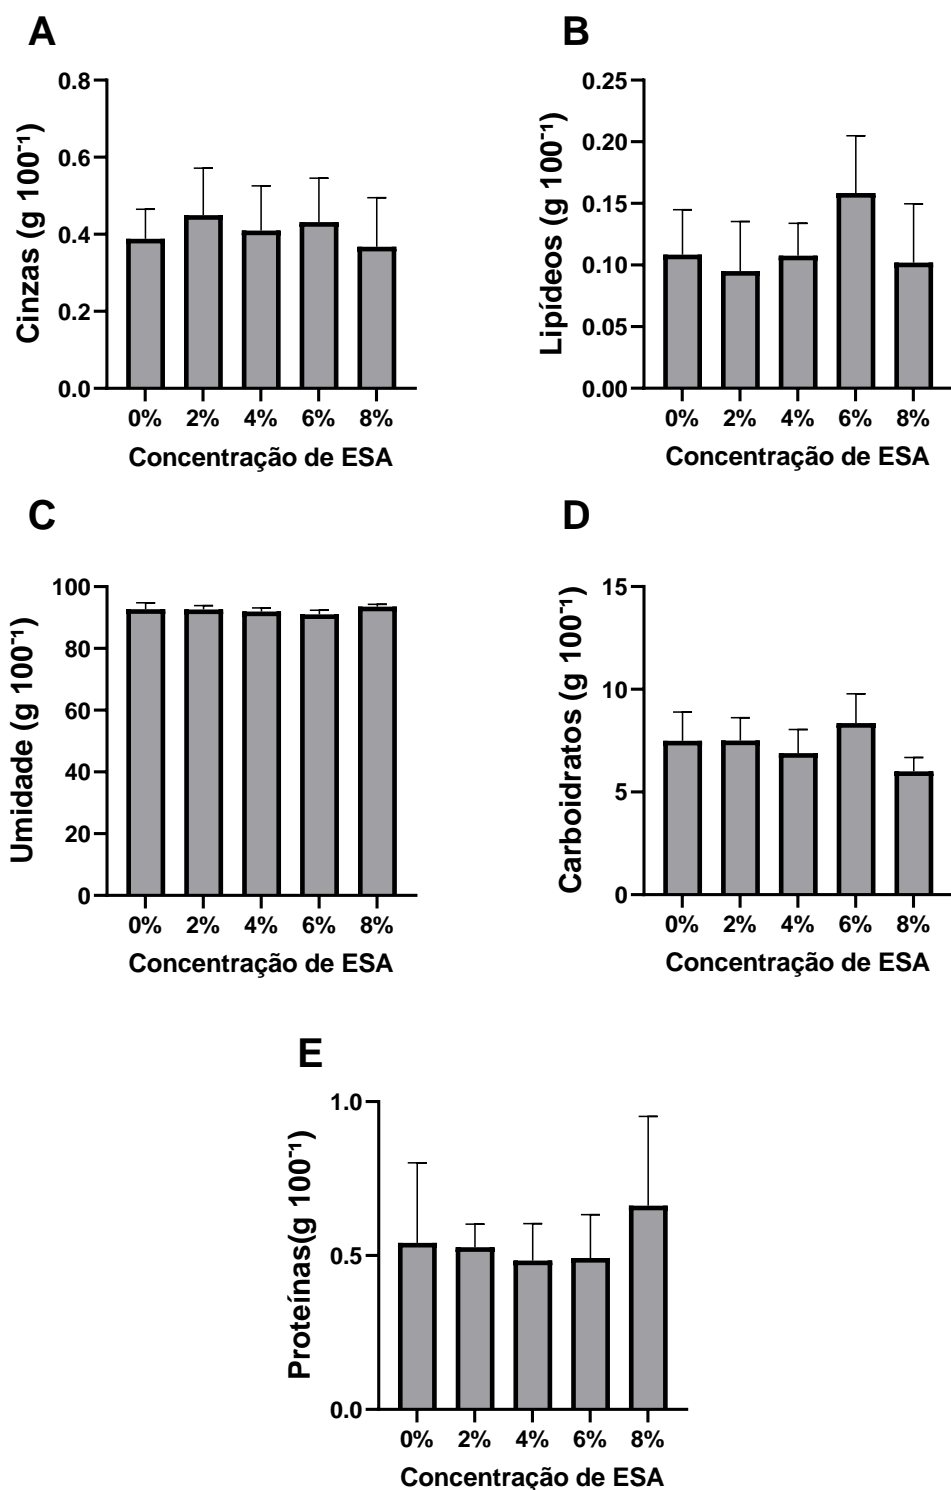 A
Cinzas (g 100⁻¹)
0.8
0.6
0.4
0.2
0.0
0% 2% 4% 6% 8%
Concentração de ESA
B
Lipídeos (g 100⁻¹)
0.25
0.20
0.15
0.10
0.05
0.00
0% 2% 4% 6% 8%
Concentração de ESA
C
Umidade (g 100⁻¹)
100
80
60
40
20
0
0% 2% 4% 6% 8%
Concentração de ESA
D
Carboidratos (g 100⁻¹)
15
10
5
0
0% 2% 4% 6% 8%
Concentração de ESA
E
Proteínas(g 100⁻¹)
1.0
0.5
0.0
0% 2% 4% 6% 8%
Concentração de ESA